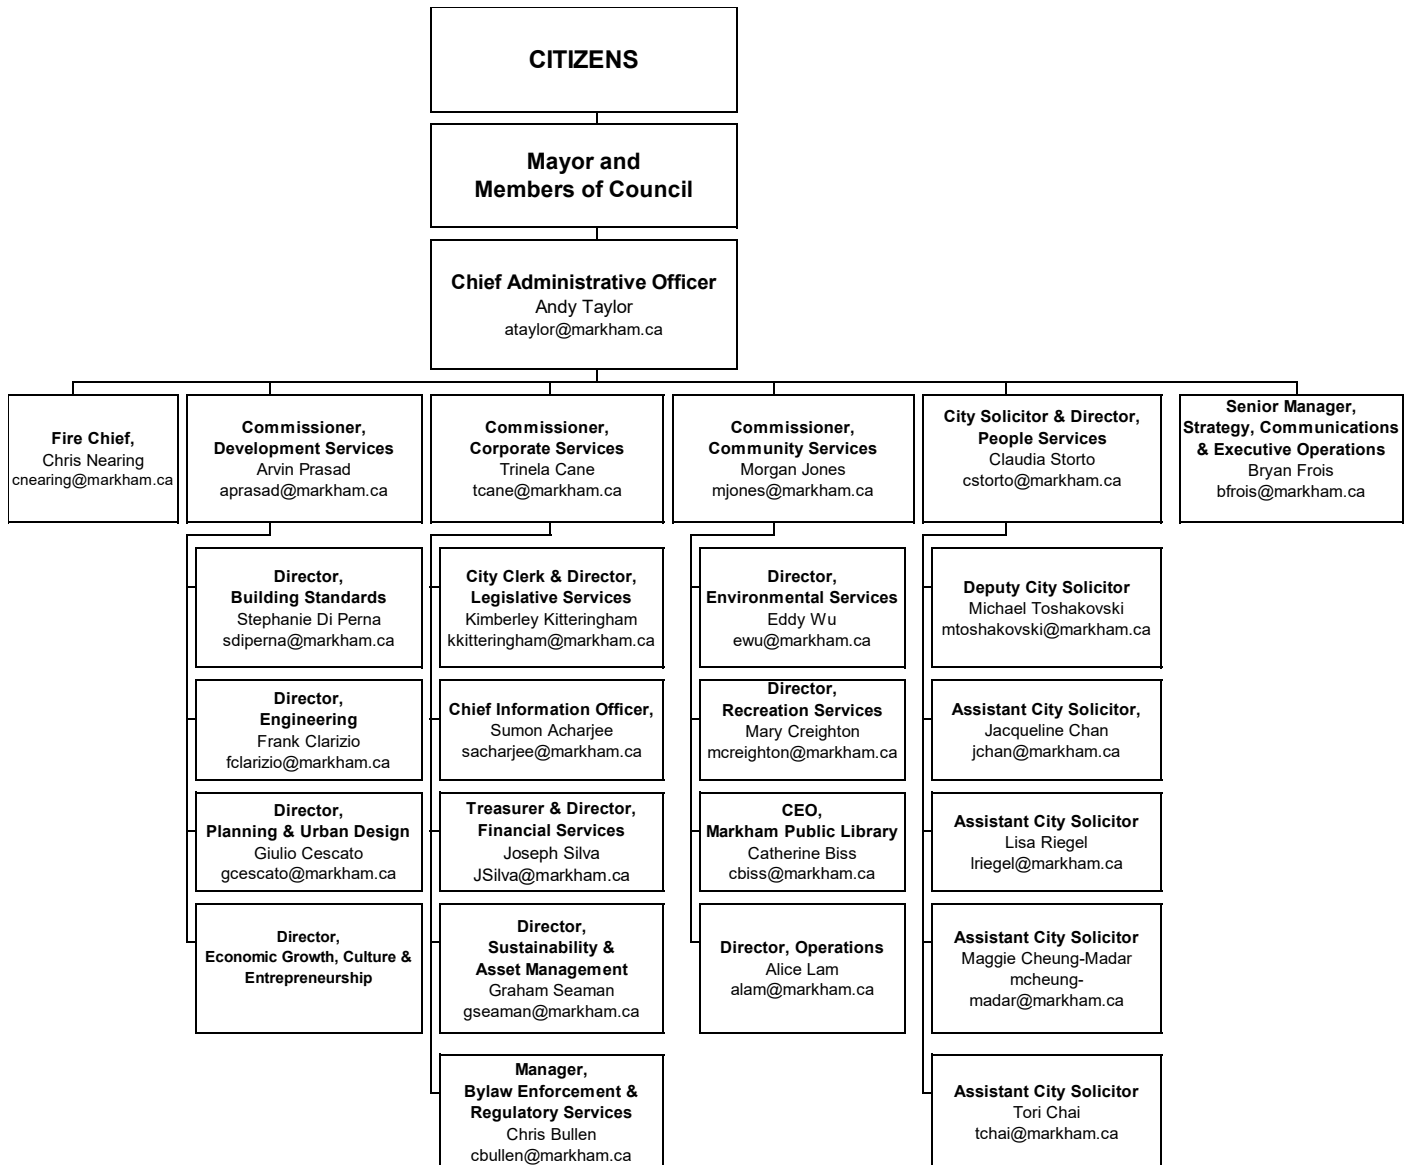 CITIZENS
Mayor and
Members of Council
Chief Administrative Officer
Andy Taylor
ataylor@markham.ca
Fire Chief,
Chris Nearing
cnearing@markham.ca
Commissioner,
Development Services
Arvin Prasad
aprasad@markham.ca
Commissioner,
Corporate Services
Trinela Cane
tcane@markham.ca
Commissioner,
Community Services
Morgan Jones
mjones@markham.ca
City Solicitor & Director,
People Services
Claudia Storto
cstorto@markham.ca
Senior Manager,
Strategy, Communications
& Executive Operations
Bryan Frois
bfrois@markham.ca
Director,
Building Standards
Stephanie Di Perna
sdiperna@markham.ca
City Clerk & Director,
Legislative Services
Kimberley Kitteringham
kkitteringham@markham.ca
Director,
Environmental Services
Eddy Wu
ewu@markham.ca
Deputy City Solicitor
Michael Toshakovski
mtoshakovski@markham.ca
Director,
Engineering
Frank Clarizio
fclarizio@markham.ca
Chief Information Officer,
Sumon Acharjee
sacharjee@markham.ca
Director,
Recreation Services
Mary Creighton
mcreighton@markham.ca
Assistant City Solicitor,
Jacqueline Chan
jchan@markham.ca
Director,
Planning & Urban Design
Giulio Cescato
gcescato@markham.ca
Treasurer & Director,
Financial Services
Joseph Silva
JSilva@markham.ca
CEO,
Markham Public Library
Catherine Biss
cbiss@markham.ca
Assistant City Solicitor
Lisa Riegel
lriegel@markham.ca
Director,
Economic Growth, Culture &
Entrepreneurship
Director,
Sustainability &
Asset Management
Graham Seaman
gseaman@markham.ca
Director, Operations
Alice Lam
alam@markham.ca
Assistant City Solicitor
Maggie Cheung-Madar
mcheung-
madar@markham.ca
Manager,
Bylaw Enforcement &
Regulatory Services
Chris Bullen
cbullen@markham.ca
Assistant City Solicitor
Tori Chai
tchai@markham.ca